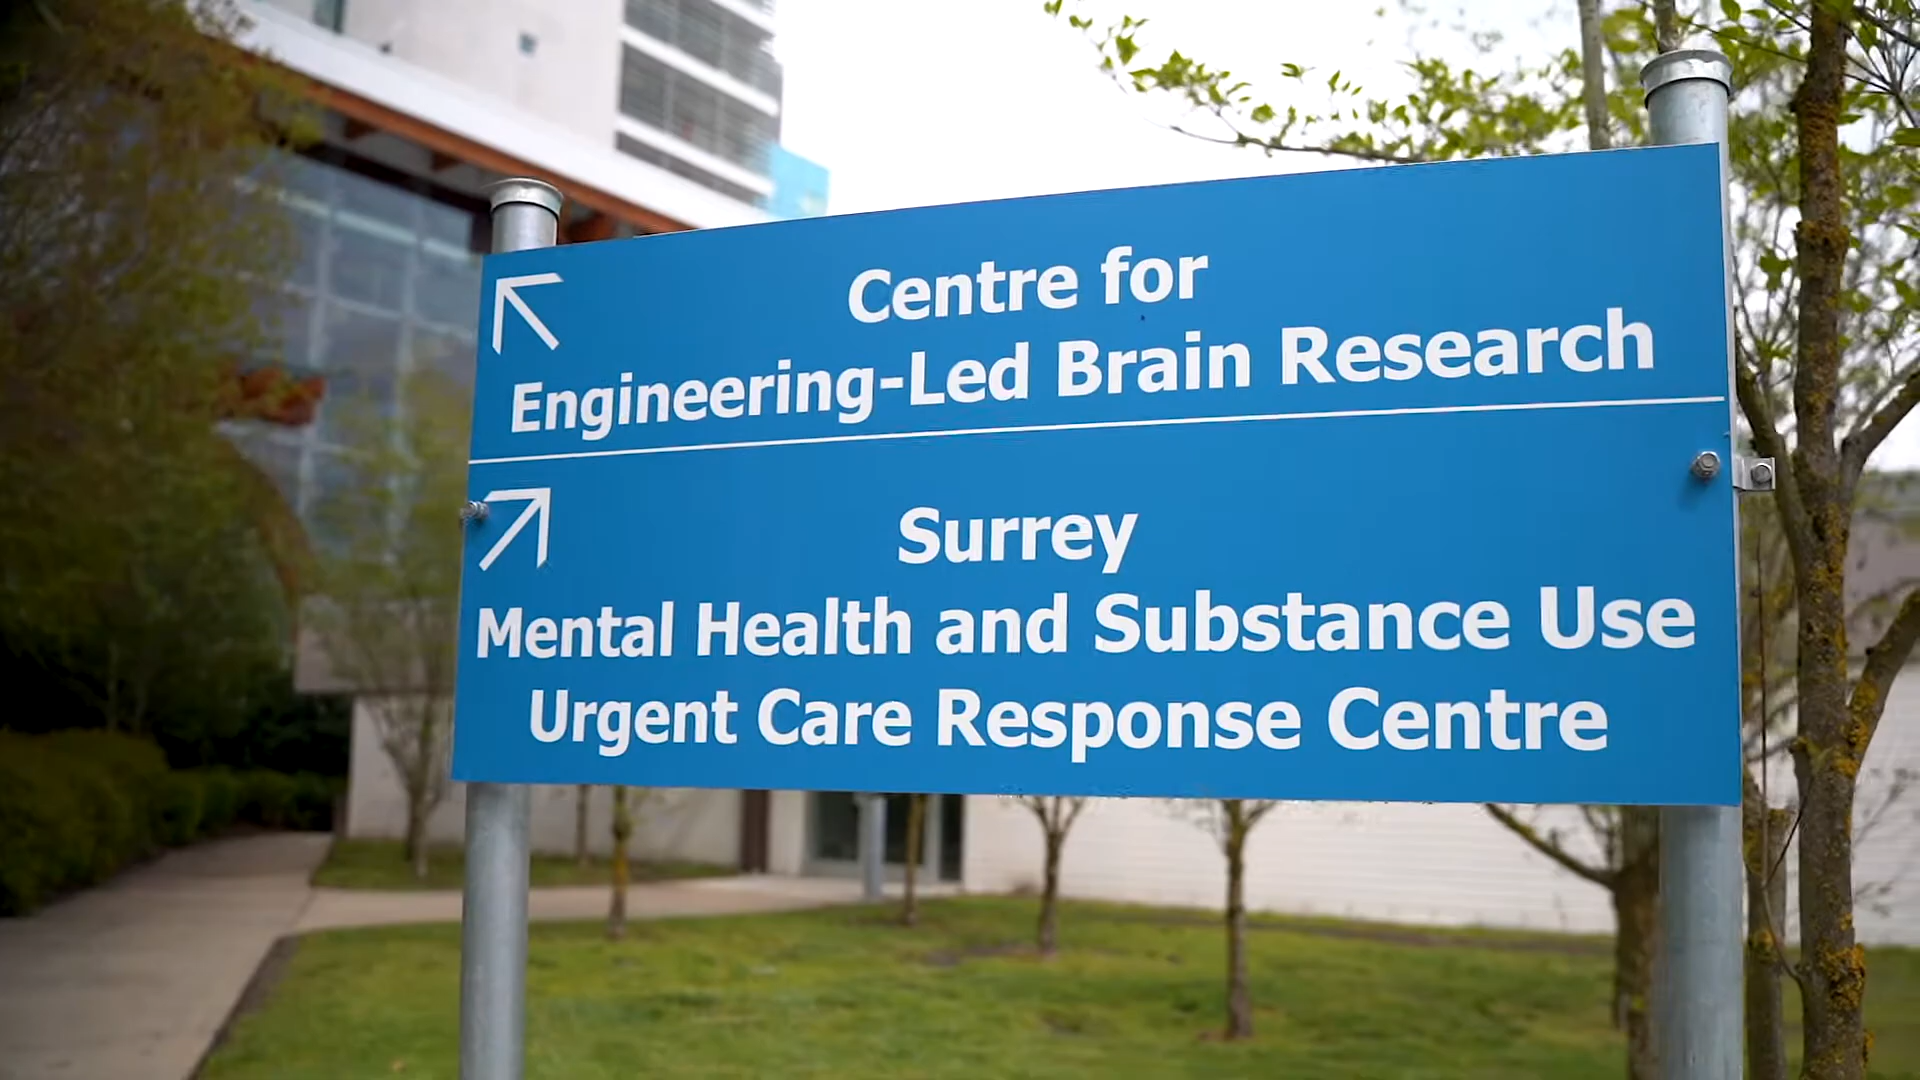 Centre for
Engineering-Led Brain Research
Surrey
Mental Health and Substance Use
Urgent Care Response Centre